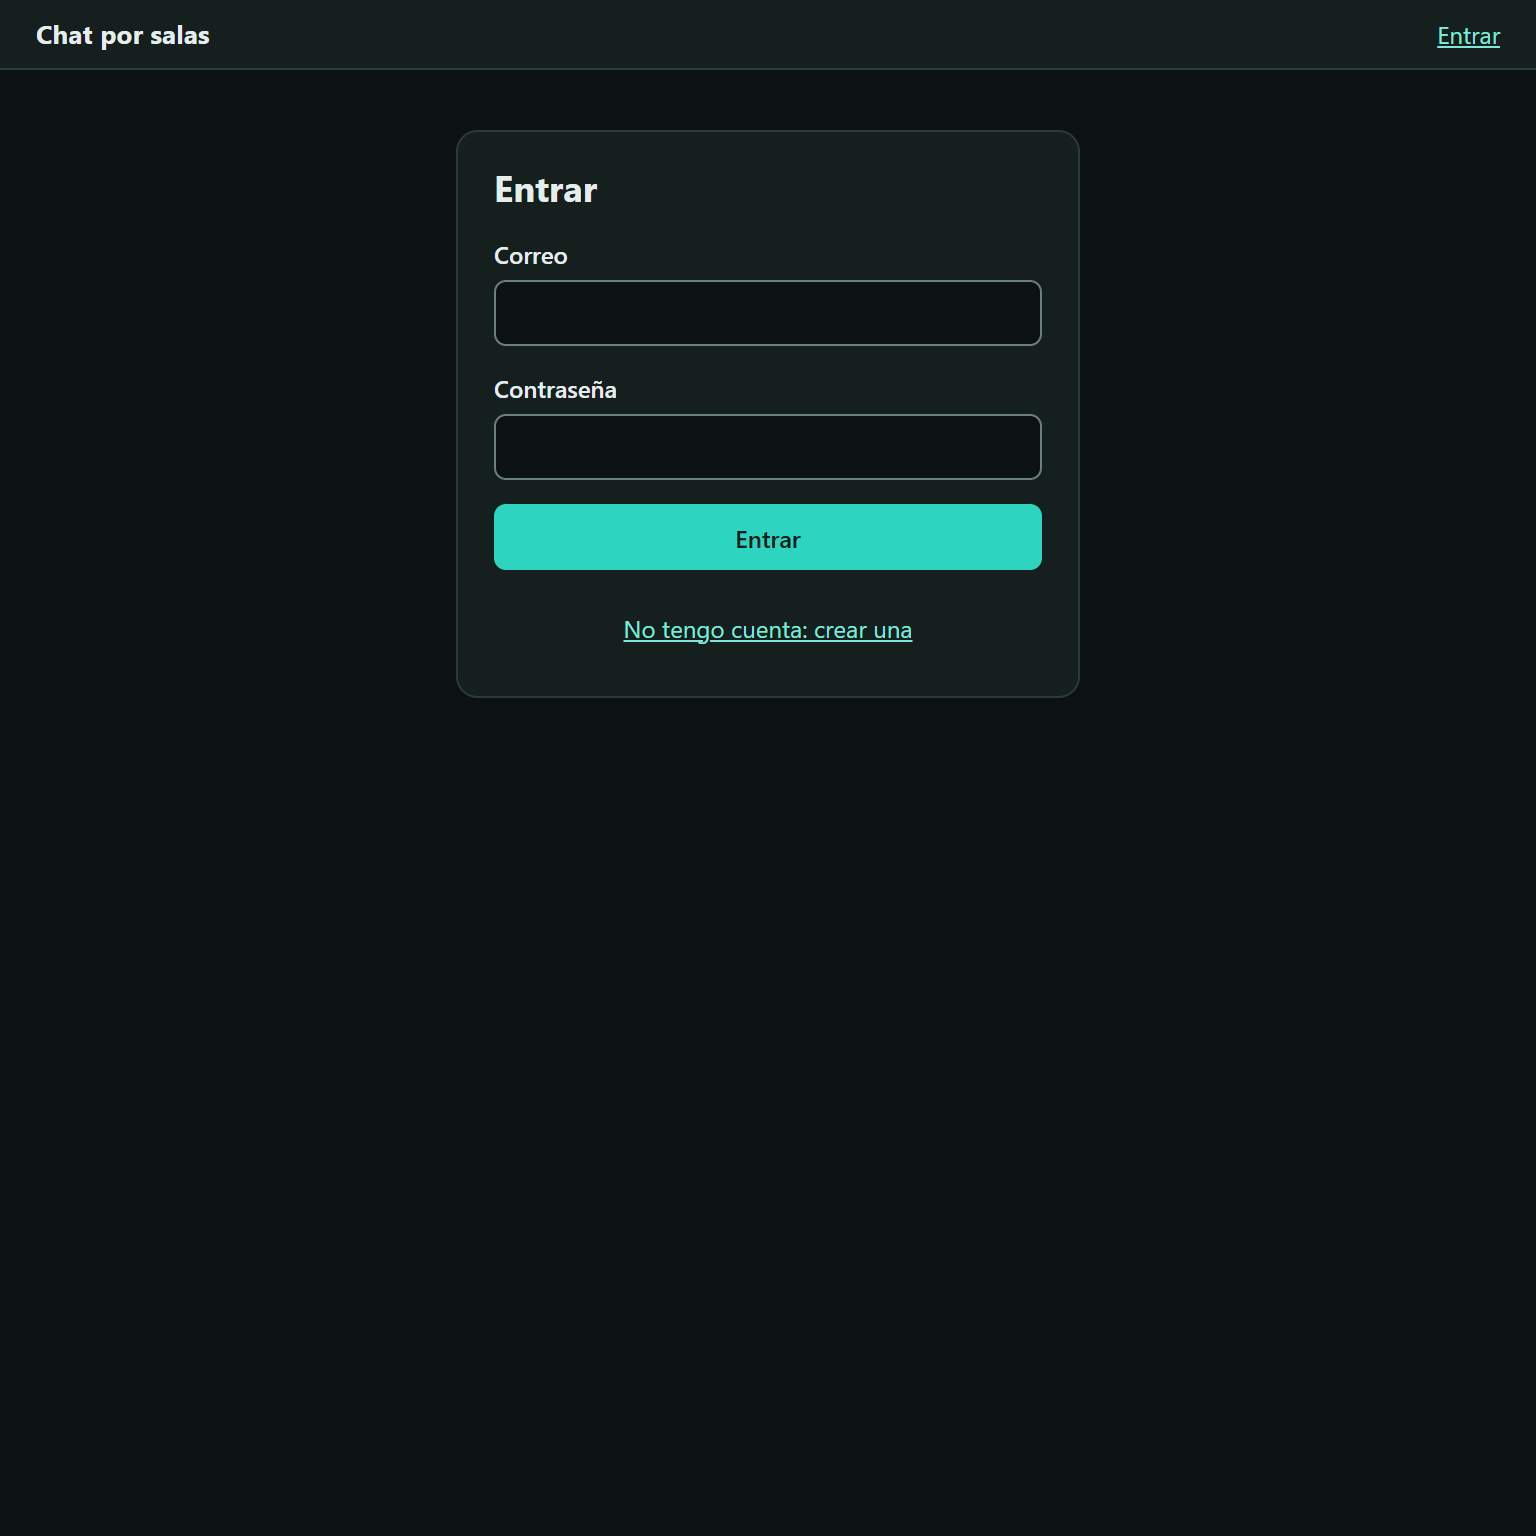 Chat por salas
Entrar
Entrar
Correo
Contraseña
Entrar
No tengo cuenta: crear una